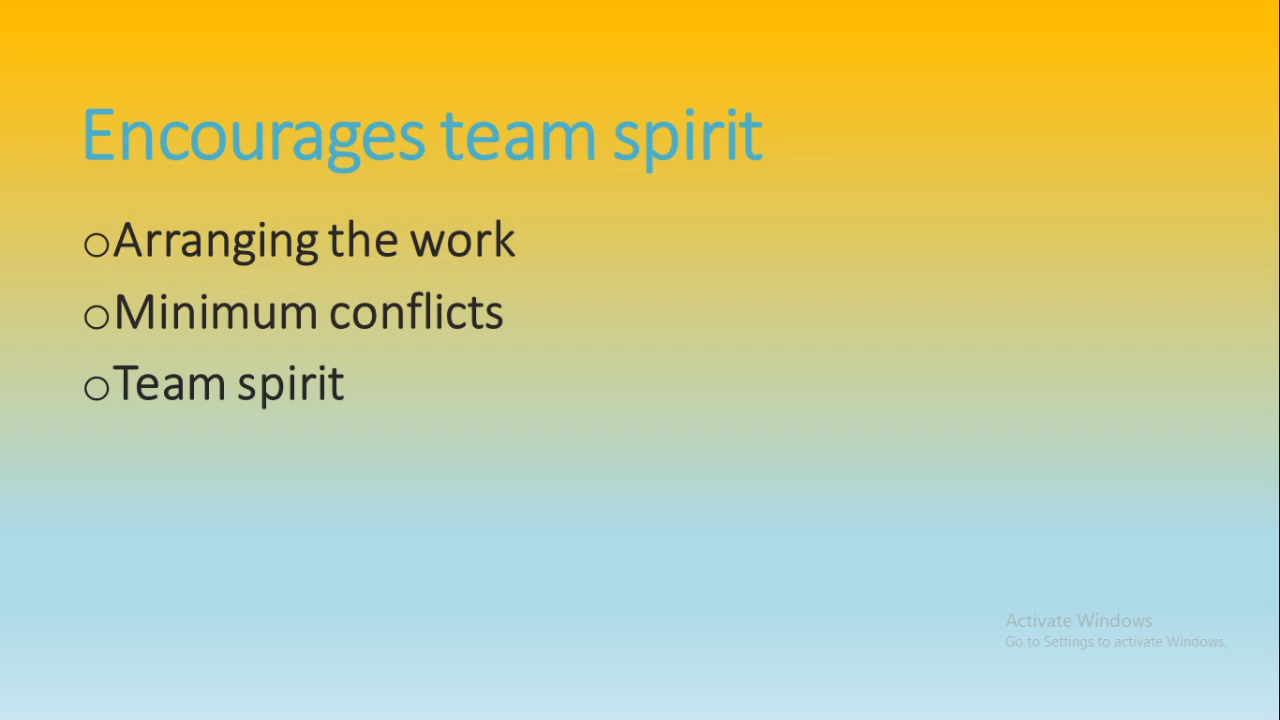 Encourages team spirit
oArranging the work
oMinimum conflicts
oTeam spirit
Activate Windows
Go to Settings to activate Windows.